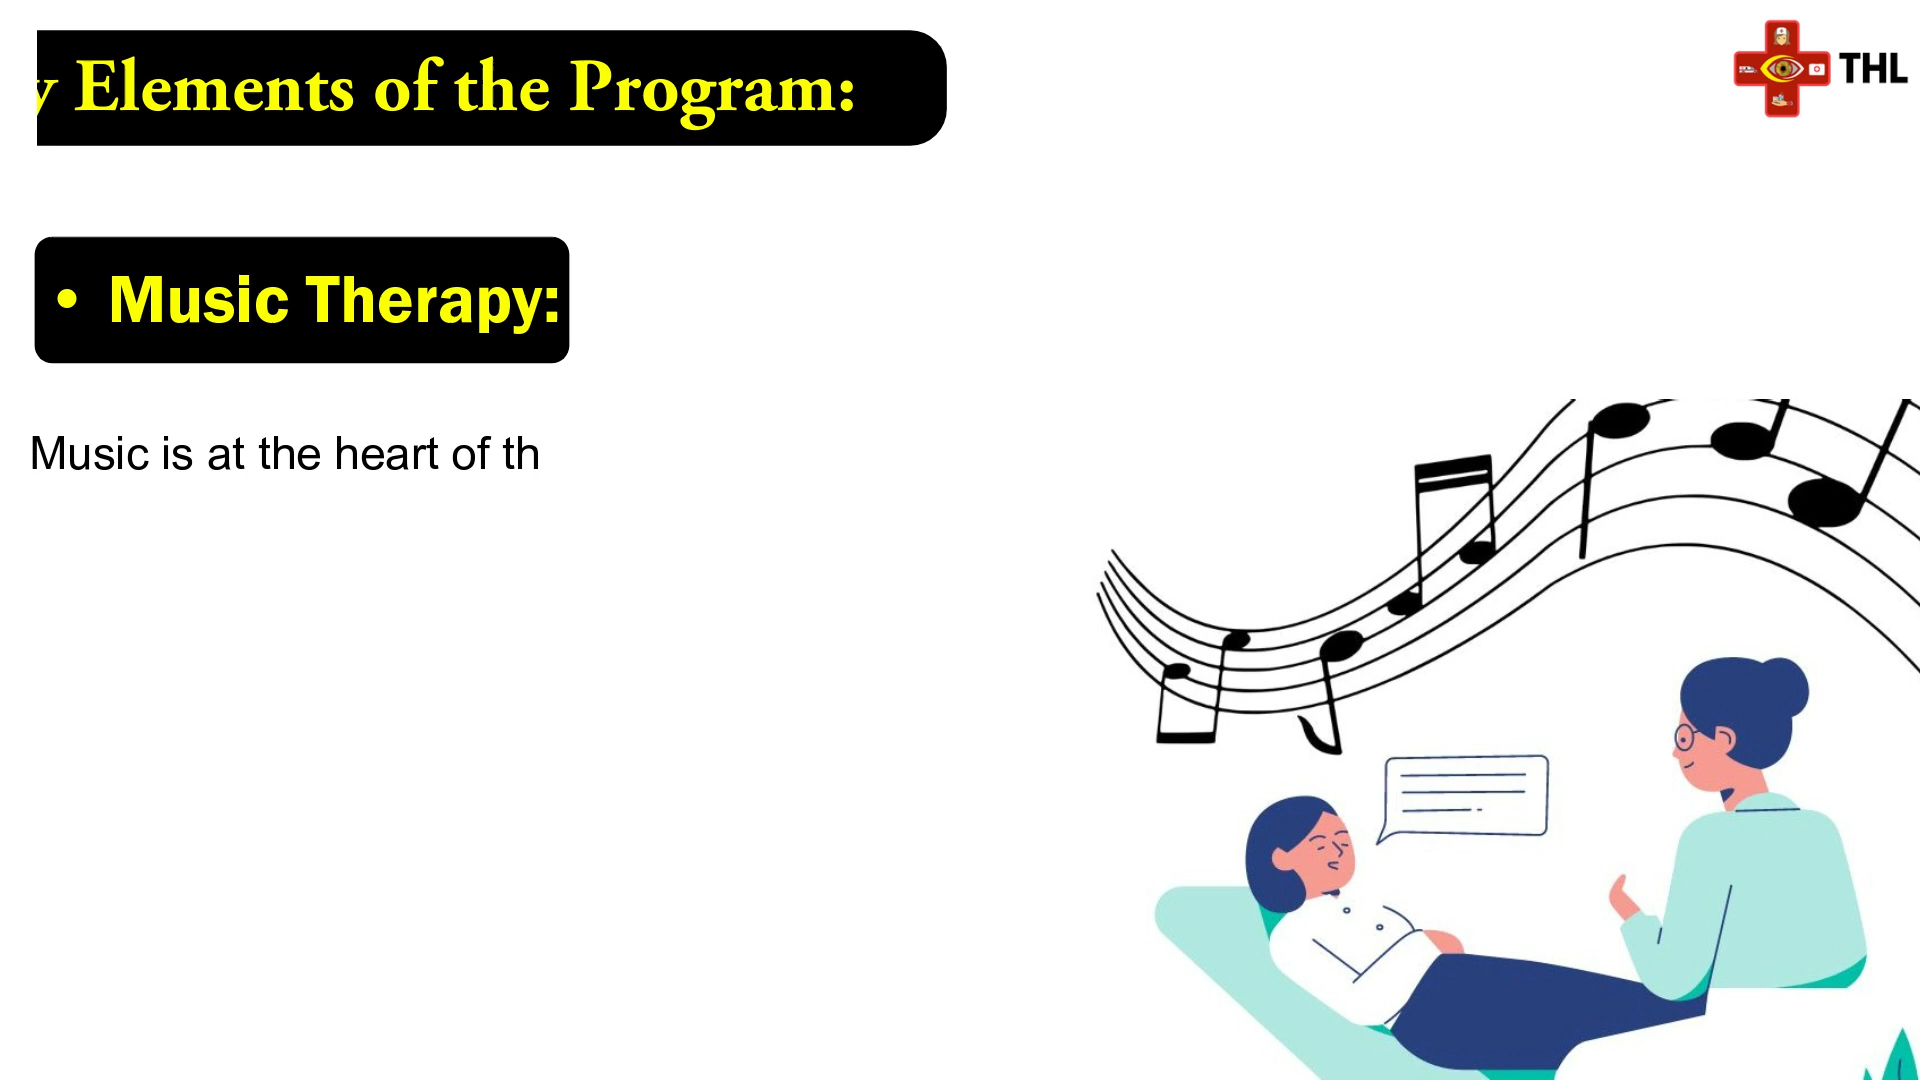 y Elements of the Program:
THL
• Music Therapy:
Music is at the heart of th